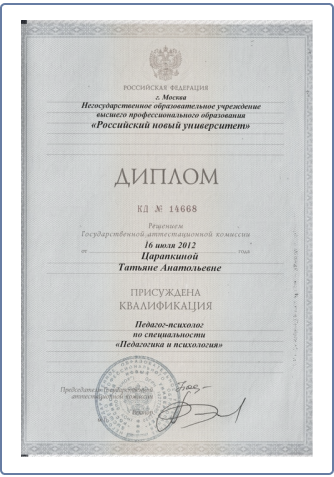 РОССИЙСКАЯ ФЕДЕРАЦИЯ
г. Москва
Негосударственное образовательное учреждение
высшего профессионального образования
«Российский новый университет»
ДИПЛОМ
КД № 14668
Решением
Государственной аттестационной комиссии
от 16 июля 2012 года
Царапкиной
Татьяне Анатольевне
ПРИСУЖДЕНА
КВАЛИФИКАЦИЯ
Педагог-психолог
по специальности
«Педагогика и психология»
Председатель Государственной
аттестационной комиссии
Ректор